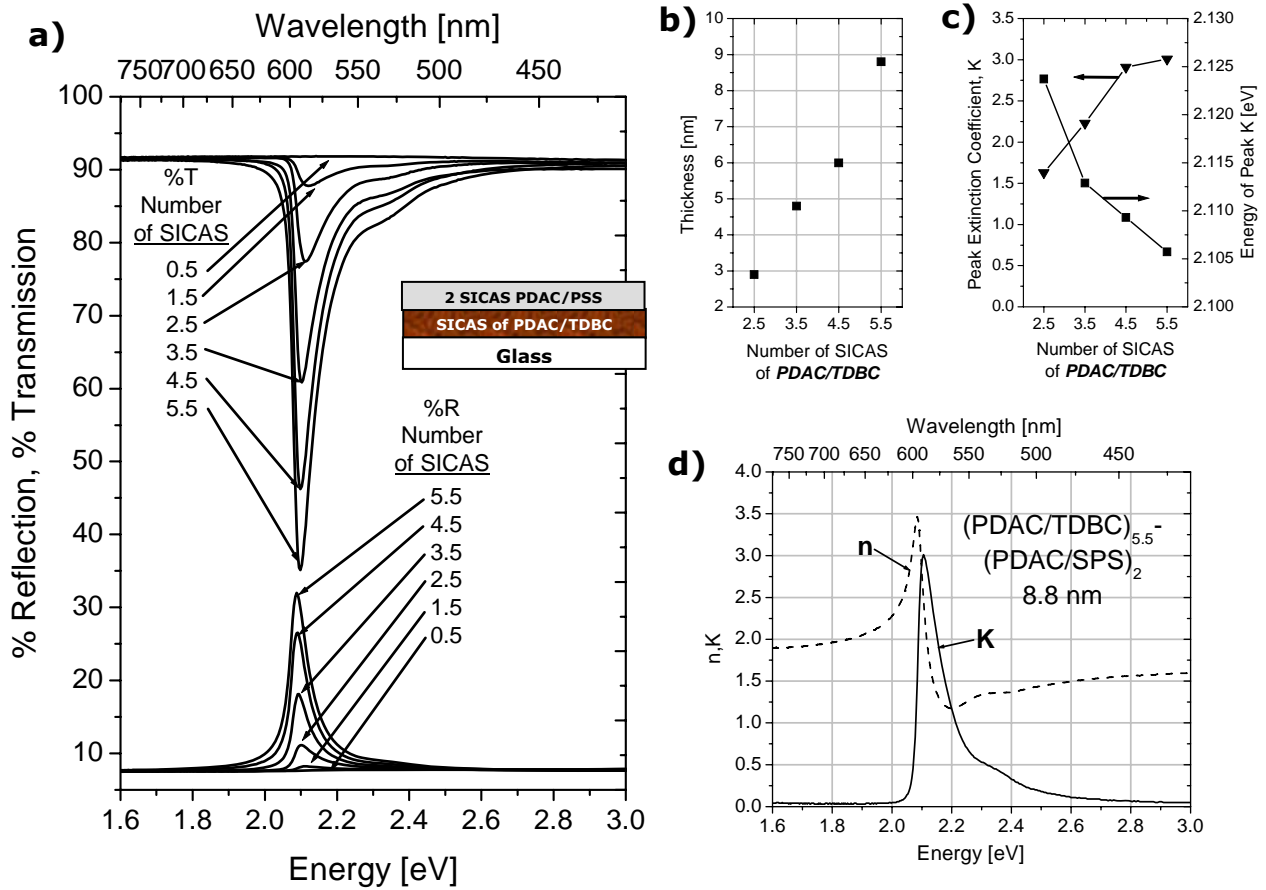 a)
Wavelength [nm]
750 700 650 600 550 500 450
100
90
80
70
60
50
40
30
20
10
% Reflection, % Transmission
%T
Number
of SICAS
0.5
1.5
2.5
3.5
4.5
5.5
2 SICAS PDAC/PSS
SICAS of PDAC/TDBC
Glass
%R
Number
of SICAS
5.5
4.5
3.5
2.5
1.5
0.5
1.6 1.8 2.0 2.2 2.4 2.6 2.8 3.0
Energy [eV]
b)
10
9
8
7
6
5
4
3
2
Thickness [nm]
2.5 3.5 4.5 5.5
Number of SICAS
of PDAC/TDBC
c)
3.5
3.0
2.5
2.0
1.5
1.0
0.5
0.0
Peak Extinction Coefficient, K
2.130
2.125
2.120
2.115
2.110
2.105
2.100
Energy of Peak K [eV]
2.5 3.5 4.5 5.5
Number of SICAS
of PDAC/TDBC
d)
Wavelength [nm]
750 700 650 600 550 500 450
4.0
3.5
3.0
2.5
2.0
1.5
1.0
0.5
0.0
n,K
n
K
(PDAC/TDBC)5.5-
(PDAC/SPS)2
8.8 nm
1.6 1.8 2.0 2.2 2.4 2.6 2.8 3.0
Energy [eV]